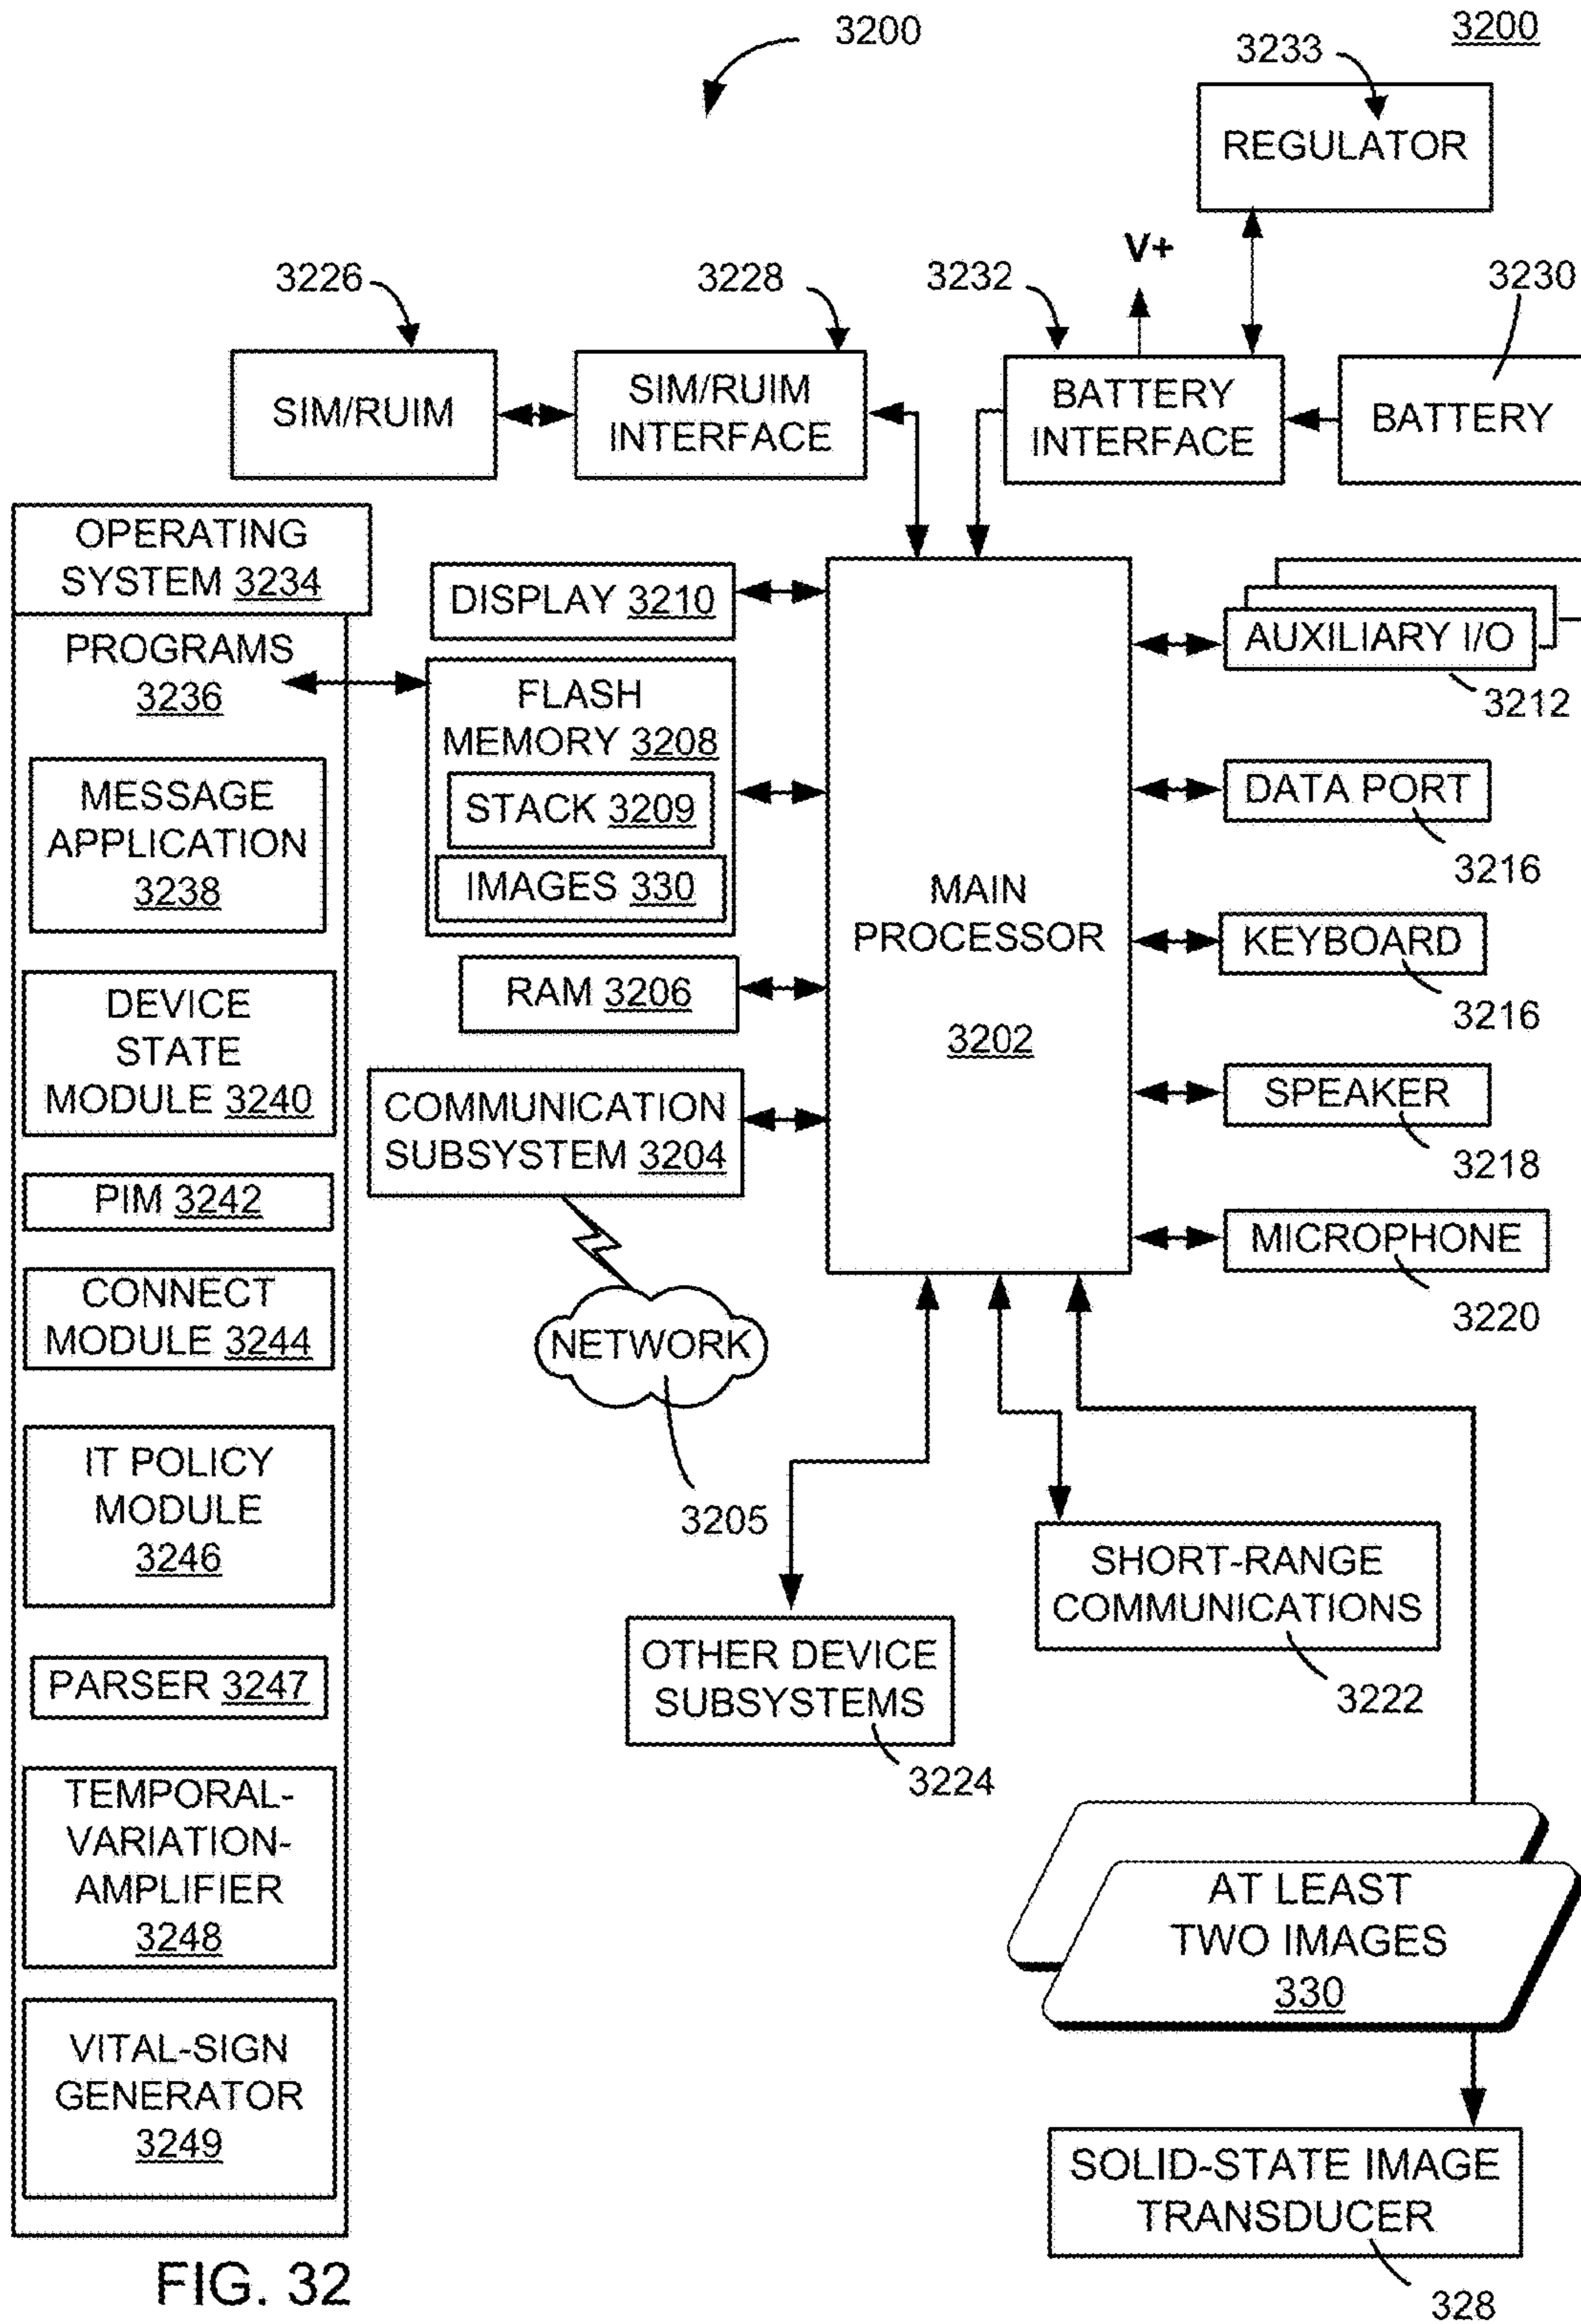 3200
3200
3233
REGULATOR
V+
3226
3228
3232
3230
SIM/RUIM
SIM/RUIM
INTERFACE
BATTERY
INTERFACE
BATTERY
OPERATING
SYSTEM 3234
PROGRAMS
3236
MESSAGE
APPLICATION
3238
DEVICE
STATE
MODULE 3240
PIM 3242
CONNECT
MODULE 3244
IT POLICY
MODULE
3246
PARSER 3247
TEMPORAL-
VARIATION-
AMPLIFIER
3248
VITAL-SIGN
GENERATOR
3249
DISPLAY 3210
FLASH
MEMORY 3208
STACK 3209
IMAGES 330
RAM 3206
COMMUNICATION
SUBSYSTEM 3204
NETWORK
3205
MAIN
PROCESSOR
3202
AUXILIARY I/O
3212
DATA PORT
3216
KEYBOARD
3216
SPEAKER
3218
MICROPHONE
3220
OTHER DEVICE
SUBSYSTEMS
3224
SHORT-RANGE
COMMUNICATIONS
3222
AT LEAST
TWO IMAGES
330
SOLID-STATE IMAGE
TRANSDUCER
328
FIG. 32